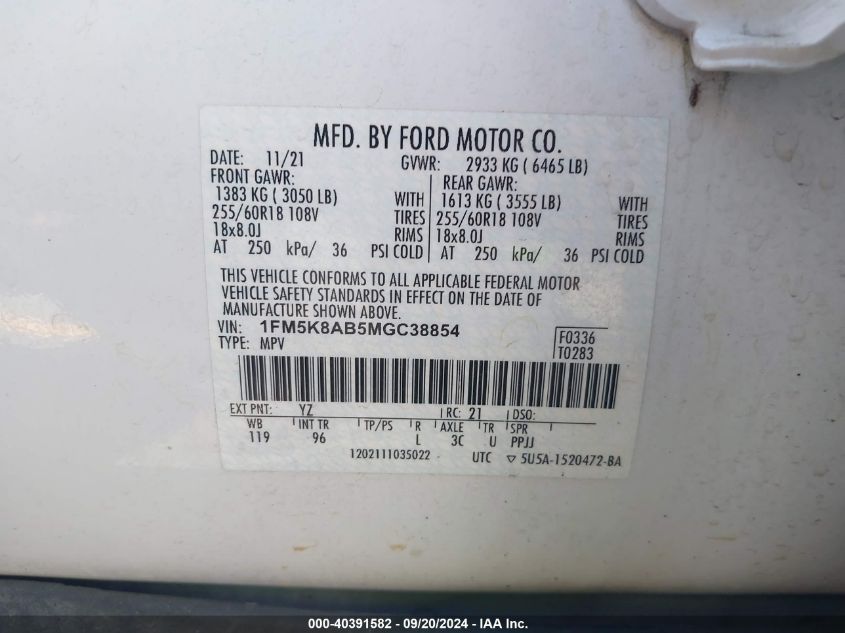 MFD. BY FORD MOTOR CO.
DATE: 11/21 GVWR: 2933 KG ( 6465 LB)
FRONT GAWR: REAR GAWR:
1383 KG ( 3050 LB) WITH 1613 KG ( 3555 LB) WITH
255/60R18 108V TIRES 255/60R18 108V TIRES
18x8.0J RIMS 18x8.0J RIMS
AT 250 kPa/ 36 PSI COLD AT 250 kPa/ 36 PSI COLD
THIS VEHICLE CONFORMS TO ALL APPLICABLE FEDERAL MOTOR
VEHICLE SAFETY STANDARDS IN EFFECT ON THE DATE OF
MANUFACTURE SHOWN ABOVE.
VIN: 1FM5K8AB5MGC38854 F0336
TYPE: MPV T0283
EXT PNT: YZ RC: 21 DSO:
WB INT TR TP/PS R AXLE TR SPR
119 96 L 3C U PPJJ
1202111035022 UTC ▽ 5U5A-1520472-BA
000-40391582 - 09/20/2024 - IAA Inc.